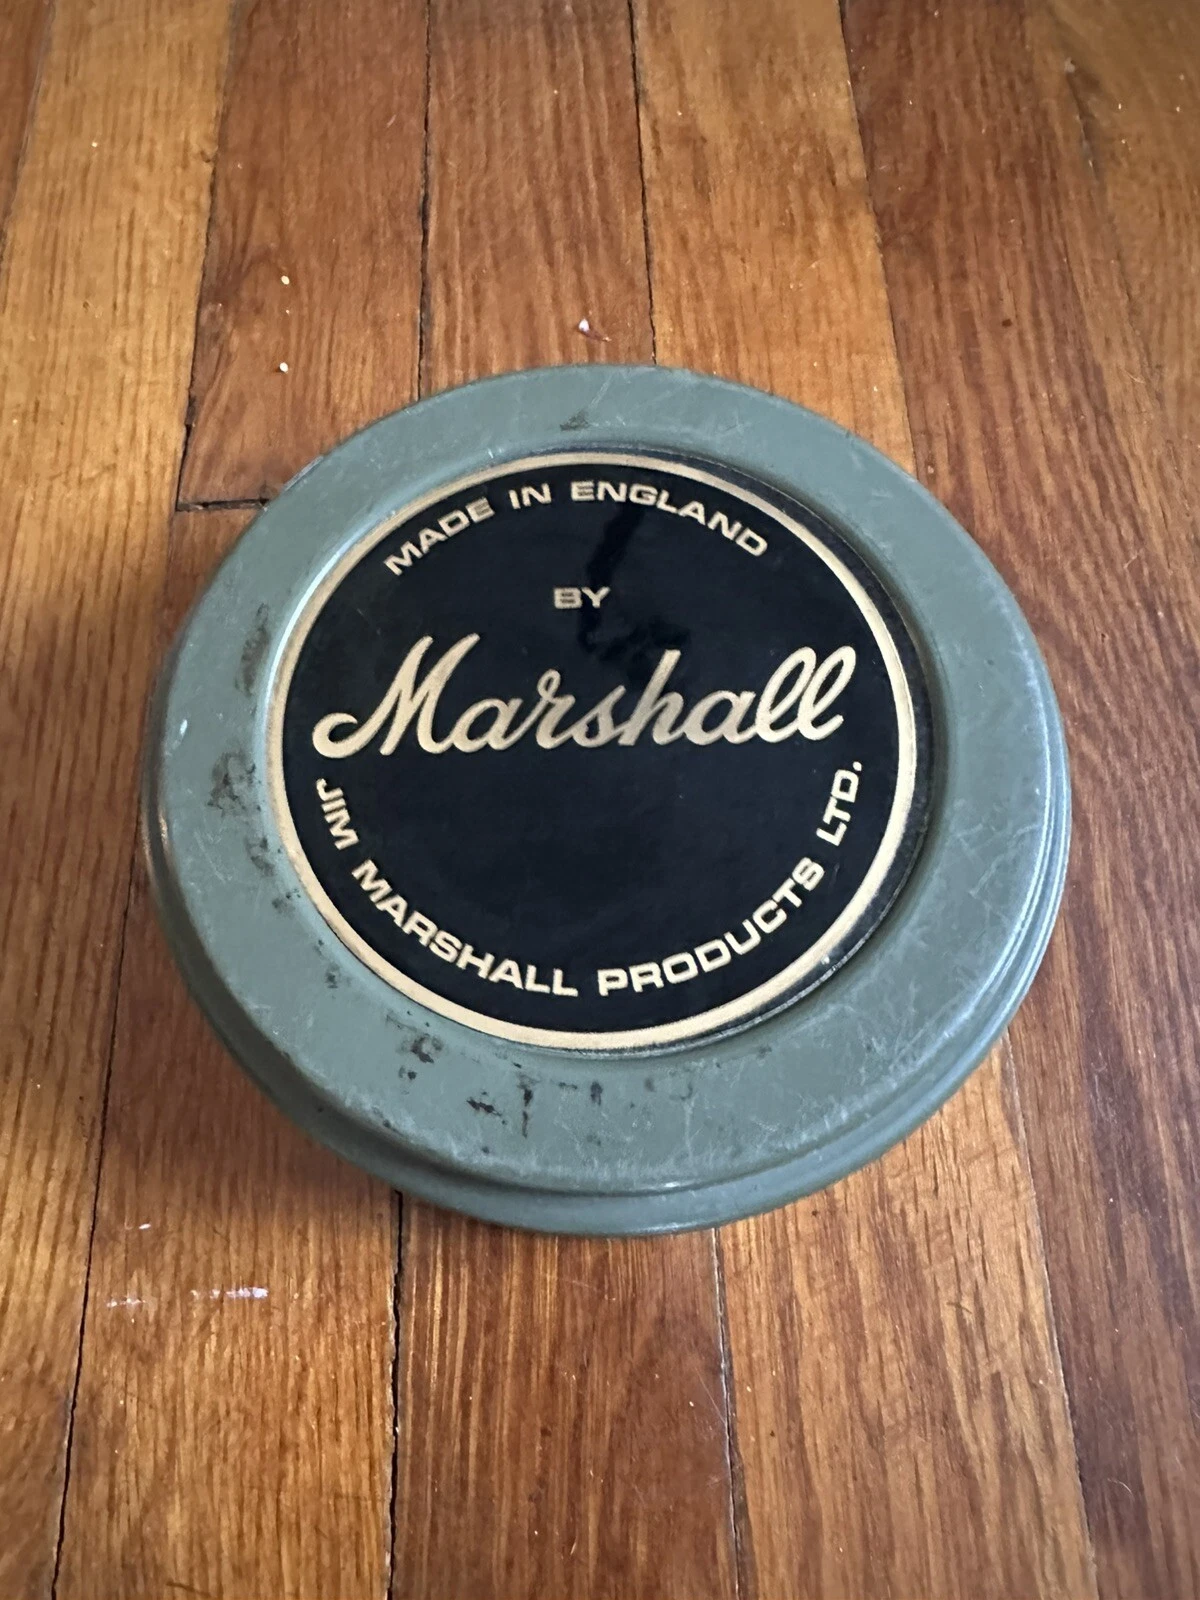 MADE IN ENGLAND
BY
Marshall
JIM MARSHALL PRODUCTS LTD.